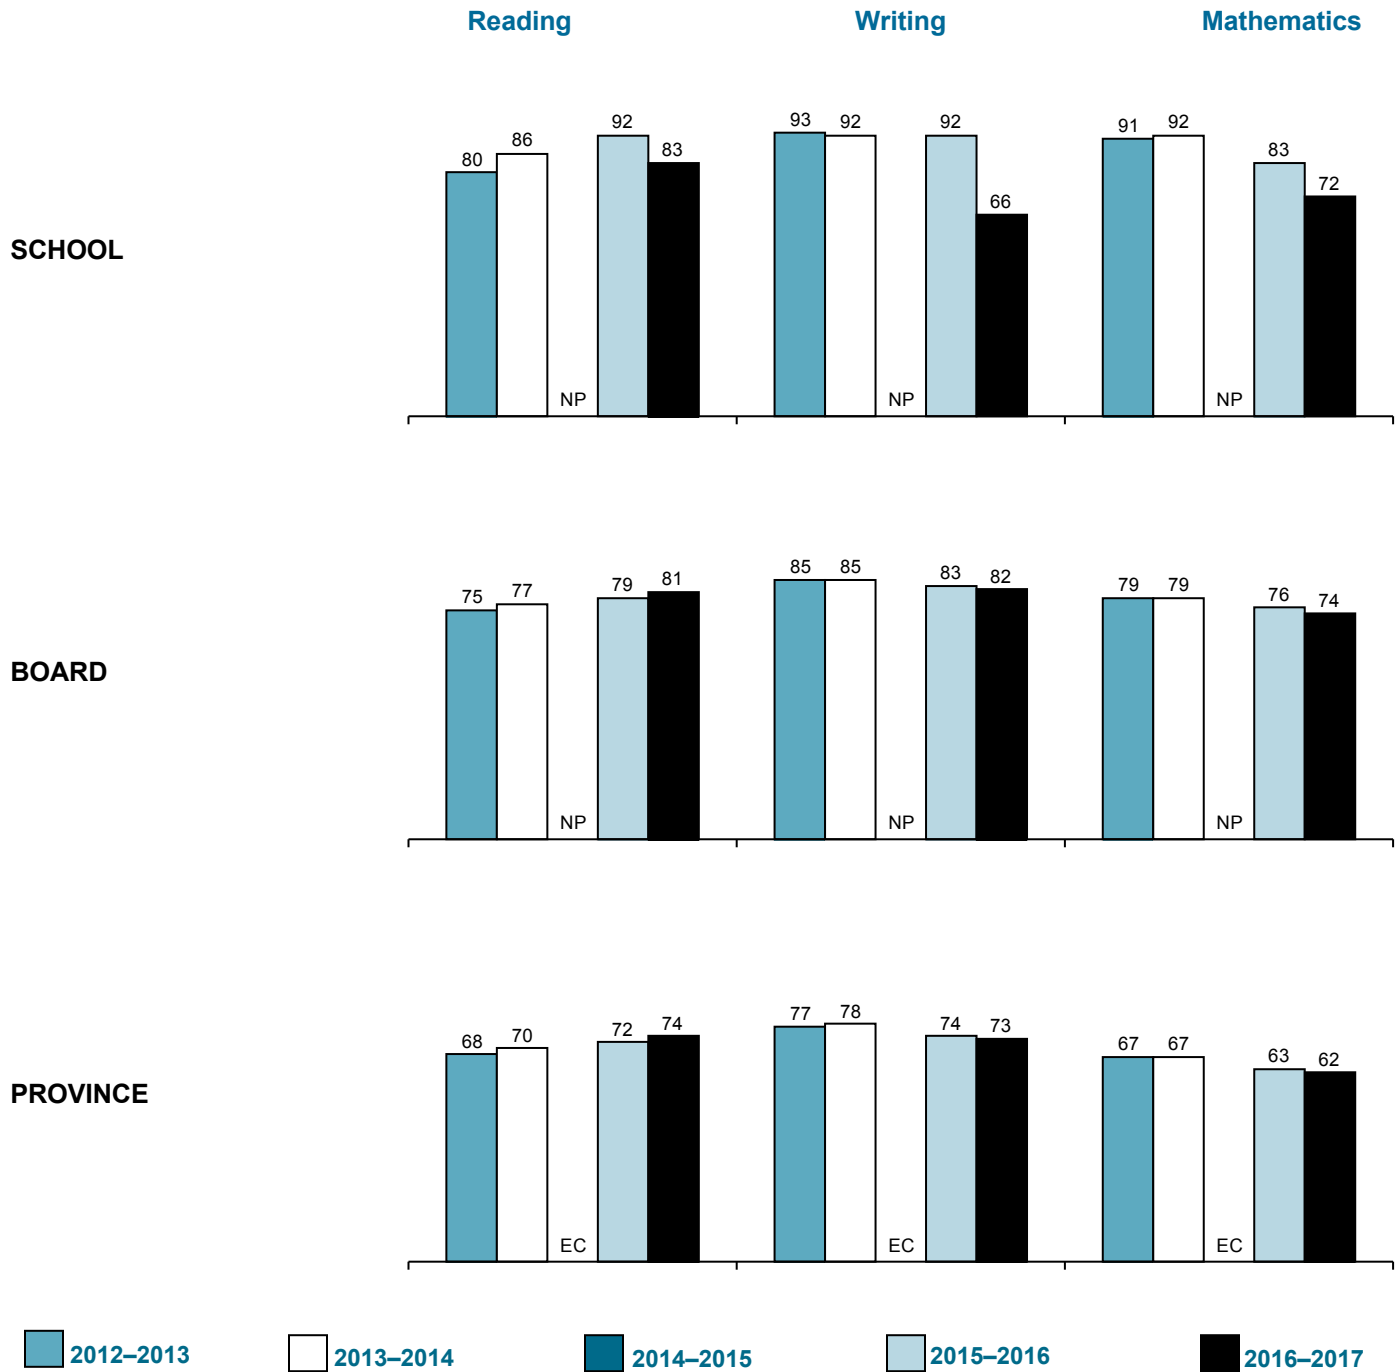 Reading Writing Mathematics
SCHOOL
80 86 NP 92 83 93 92 NP 92 66 91 92 NP 83 72
BOARD
75 77 NP 79 81 85 85 NP 83 82 79 79 NP 76 74
PROVINCE
68 70 EC 72 74 77 78 EC 74 73 67 67 EC 63 62
2012–2013 2013–2014 2014–2015 2015–2016 2016–2017